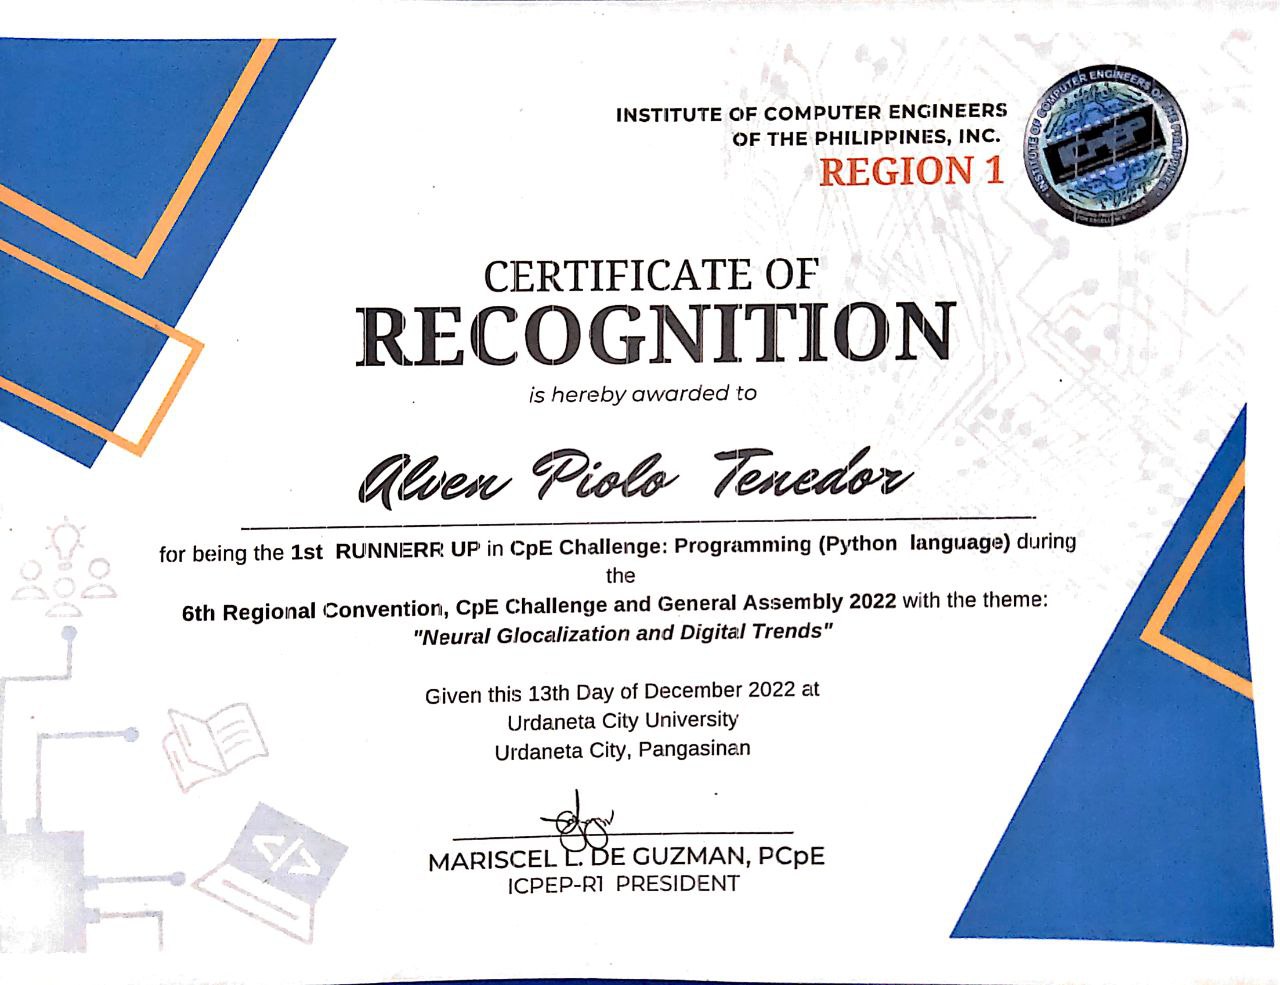 INSTITUTE OF COMPUTER ENGINEERS
OF THE PHILIPPINES, INC.
REGION 1
INSTITUTE OF COMPUTER ENGINEERS OF THE PHILIPPINES
ICPEP
CERTIFICATE OF
RECOGNITION
is hereby awarded to
Alven Piolo Tenedor
for being the 1st RUNNERR UP in CpE Challenge: Programming (Python language) during
the
6th Regional Convention, CpE Challenge and General Assembly 2022 with the theme:
"Neural Glocalization and Digital Trends"
Given this 13th Day of December 2022 at
Urdaneta City University
Urdaneta City, Pangasinan
</>
MARISCEL L. DE GUZMAN, PCpE
ICPEP-R1 PRESIDENT